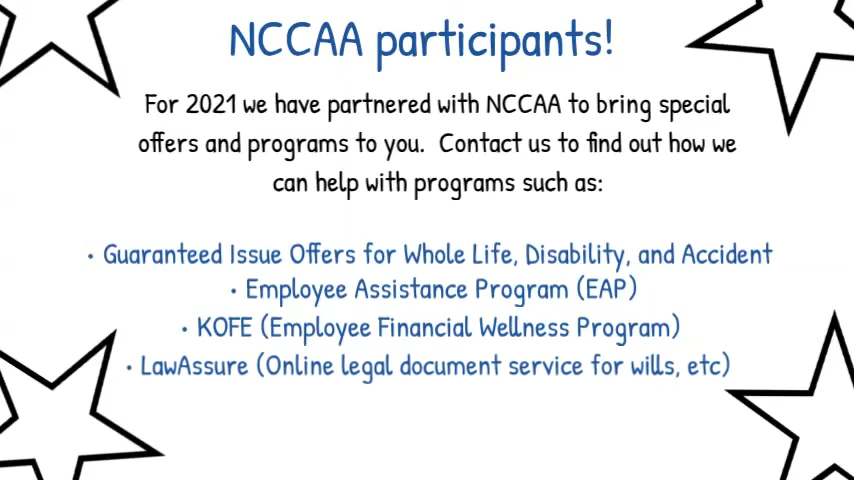 NCCAA participants!
For 2021 we have partnered with NCCAA to bring special
offers and programs to you.  Contact us to find out how we
can help with programs such as:
• Guaranteed Issue Offers for Whole Life, Disability, and Accident
• Employee Assistance Program (EAP)
• KOFE (Employee Financial Wellness Program)
• LawAssure (Online legal document service for wills, etc)